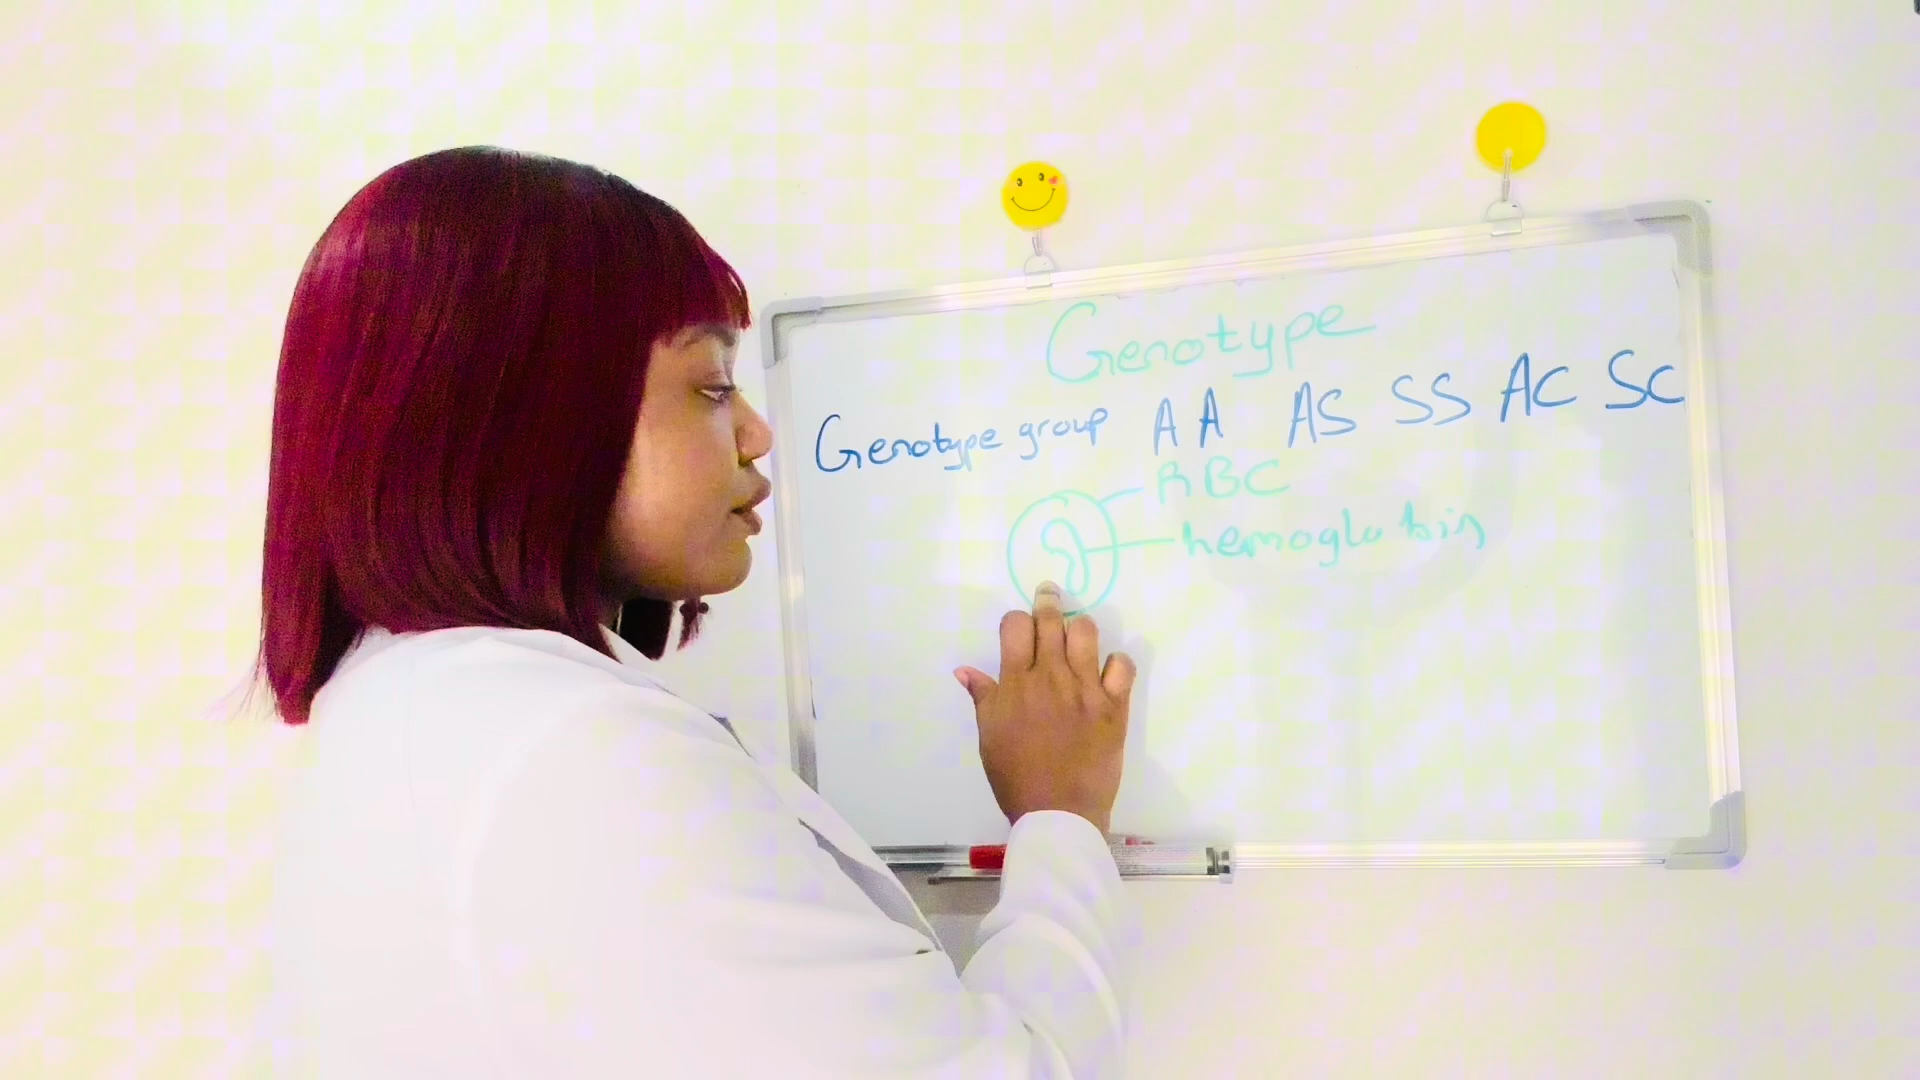 Genotype
Genotype group AA AS SS AC SC
RBC
hemoglobin